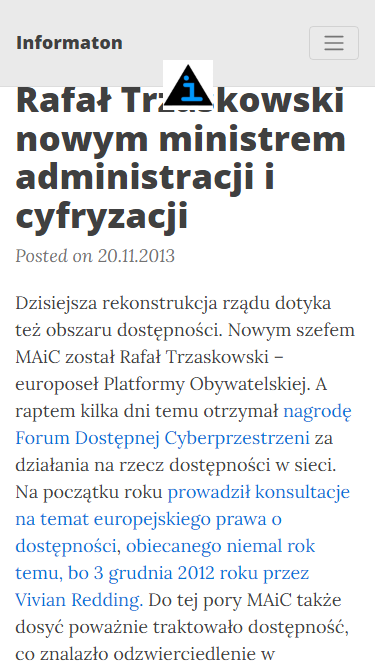 Informaton
Rafał Trzaskowski
nowym ministrem
administracji i
cyfryzacji
Posted on 20.11.2013
Dzisiejsza rekonstrukcja rządu dotyka
też obszaru dostępności. Nowym szefem
MAiC został Rafał Trzaskowski –
europoseł Platformy Obywatelskiej. A
raptem kilka dni temu otrzymał nagrodę
Forum Dostępnej Cyberprzestrzeni za
działania na rzecz dostępności w sieci.
Na początku roku prowadził konsultacje
na temat europejskiego prawa o
dostępności, obiecanego niemal rok
temu, bo 3 grudnia 2012 roku przez
Vivian Redding. Do tej pory MAiC także
dosyć poważnie traktowało dostępność,
co znalazło odzwierciedlenie w